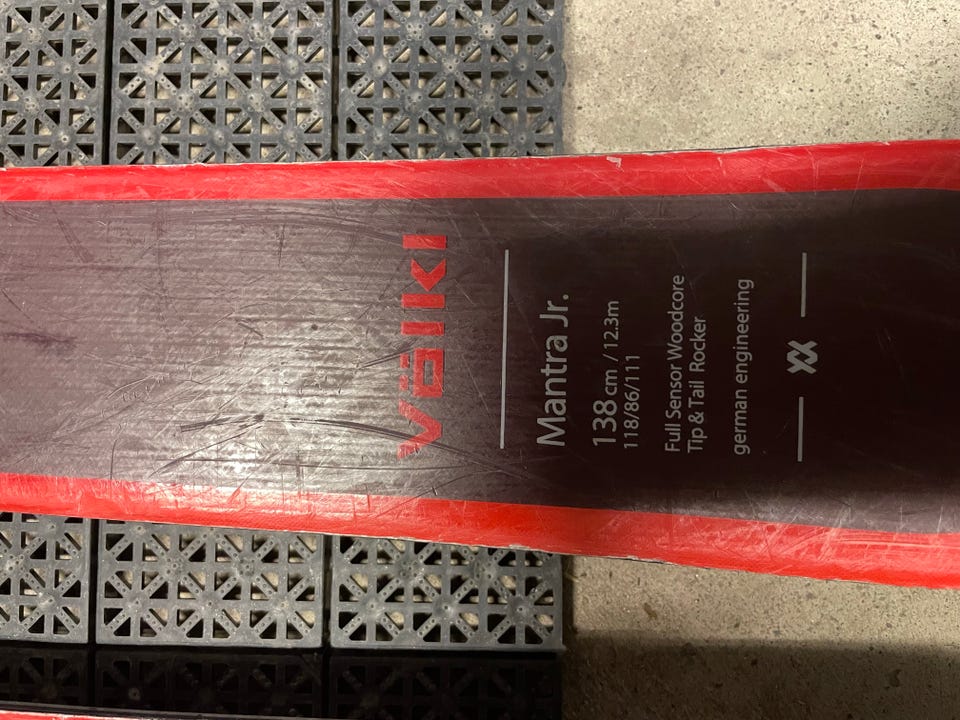 völkl
Mantra Jr.
138 cm / 12.3m
118/86/111
Full Sensor Woodcore
Tip & Tail Rocker
german engineering